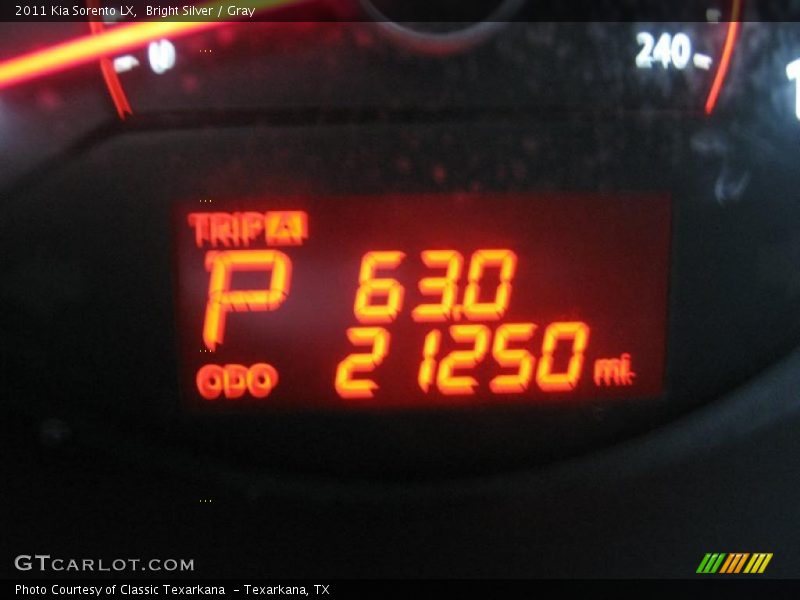 2011 Kia Sorento LX, Bright Silver / Gray
60 240
TRIP A
P 63.0
21250 mi.
ODO
GTCARLOT.COM
Photo Courtesy of Classic Texarkana - Texarkana, TX